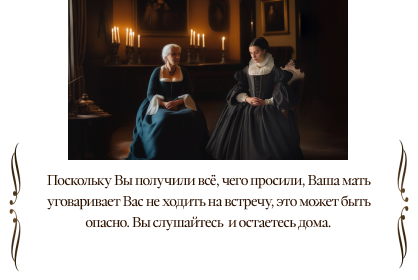 Поскольку Вы получили всё, чего просили, Ваша мать
уговаривает Вас не ходить на встречу, это может быть
опасно. Вы слушайтесь и остаетесь дома.